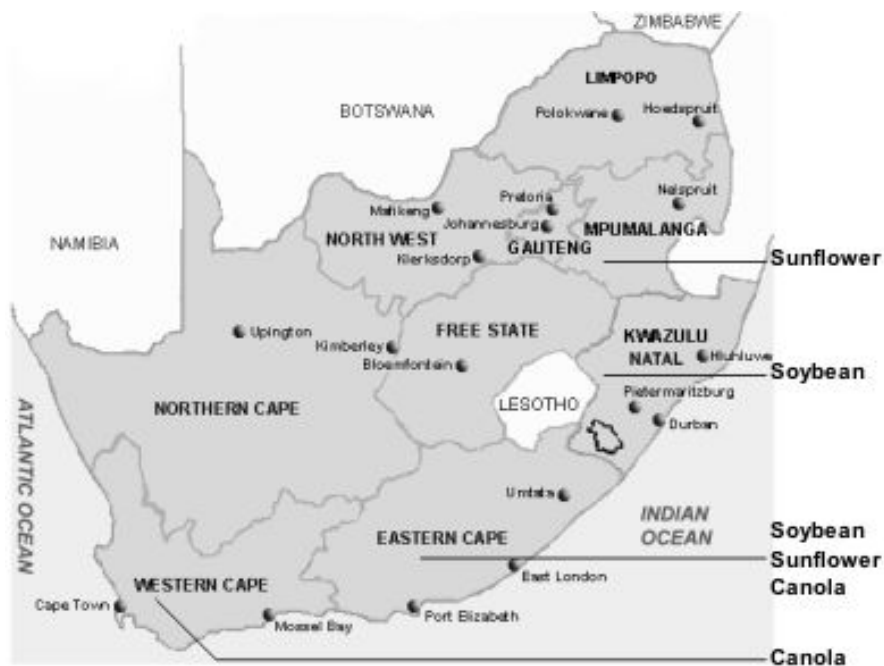 ZIMBABWE
LIMPOPO
BOTSWANA
Polokwane
Hoedspruit
Pretoria
Nelspruit
Mafikeng
Johannesburg
MPUMALANGA
NAMIBIA
NORTH WEST
GAUTENG
Klerksdorp
Sunflower
Upington
FREE STATE
KWAZULU
NATAL
Kimberley
Hluhluwe
Bloemfontein
Soybean
NORTHERN CAPE
LESOTHO
Pietermaritzburg
Durban
ATLANTIC OCEAN
Umtata
INDIAN
OCEAN
EASTERN CAPE
Soybean
Sunflower
Canola
WESTERN CAPE
East London
Cape Town
Mossel Bay
Port Elizabeth
Canola